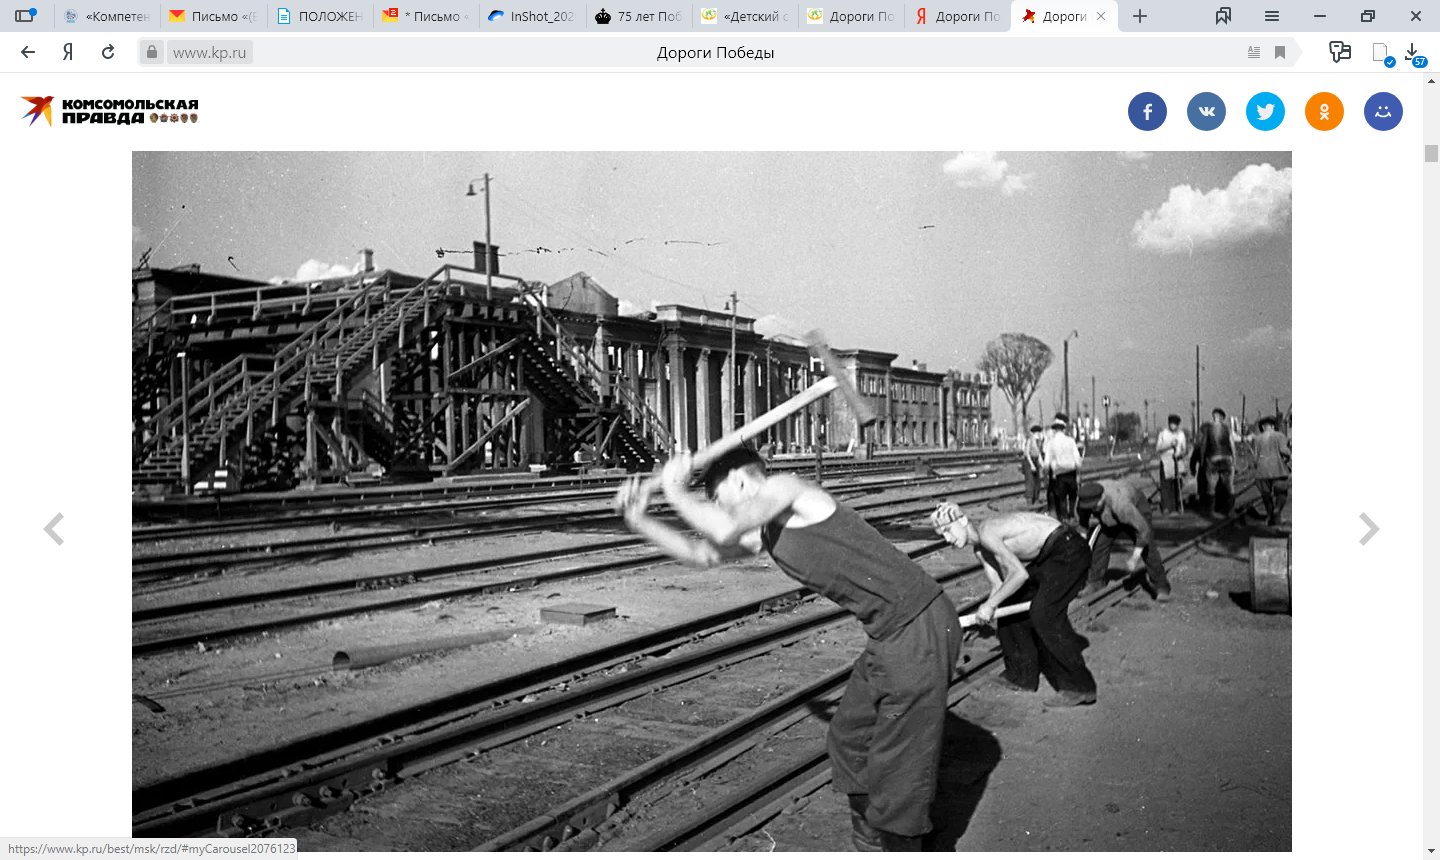 «Компетен
Письмо «(Б
ПОЛОЖЕН
* Письмо «
InShot_202
75 лет Поб
«Детский с
Дороги По
Дороги По
Дороги
www.kp.ru
Дороги Победы
57
КОМСОМОЛЬСКАЯ
ПРАВДА
https://www.kp.ru/best/msk/rzd/#myCarousel2076123